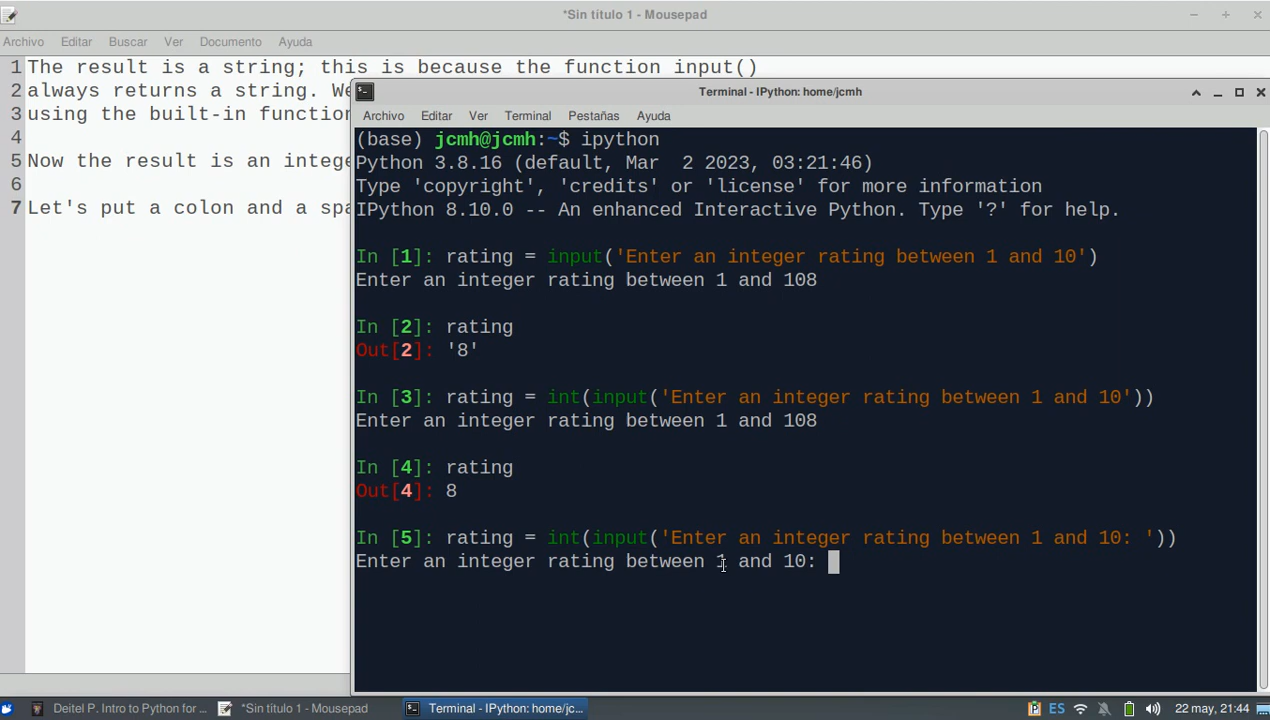 *Sin título 1 - Mousepad
Archivo Editar Buscar Ver Documento Ayuda
1 The result is a string; this is because the function input()
2 always returns a string. We
3 using the built-in function
4
5 Now the result is an intege
6
7 Let's put a colon and a spa
Terminal - IPython: home/jcmh
Archivo Editar Ver Terminal Pestañas Ayuda
(base) jcmh@jcmh:~$ ipython
Python 3.8.16 (default, Mar  2 2023, 03:21:46)
Type 'copyright', 'credits' or 'license' for more information
IPython 8.10.0 -- An enhanced Interactive Python. Type '?' for help.
In [1]: rating = input('Enter an integer rating between 1 and 10')
Enter an integer rating between 1 and 108
In [2]: rating
Out[2]: '8'
In [3]: rating = int(input('Enter an integer rating between 1 and 10'))
Enter an integer rating between 1 and 108
In [4]: rating
Out[4]: 8
In [5]: rating = int(input('Enter an integer rating between 1 and 10: '))
Enter an integer rating between 1 and 10:
Deitel P. Intro to Python for ... *Sin título 1 - Mousepad Terminal - IPython: home/jc... ES 22 may, 21:44